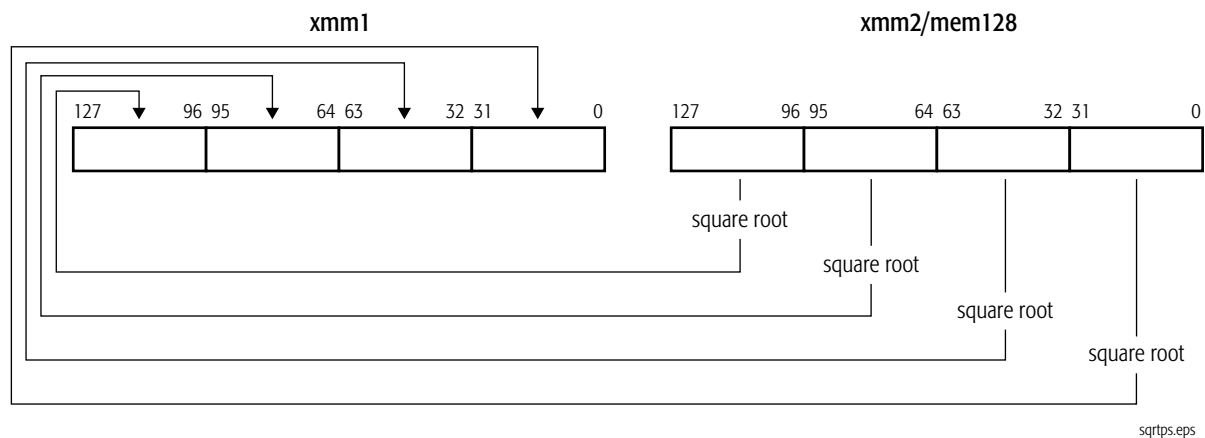 xmm1 xmm2/mem128
127 96 95 64 63 32 31 0 127 96 95 64 63 32 31 0
square root
square root
square root
square root
sqrtps.eps